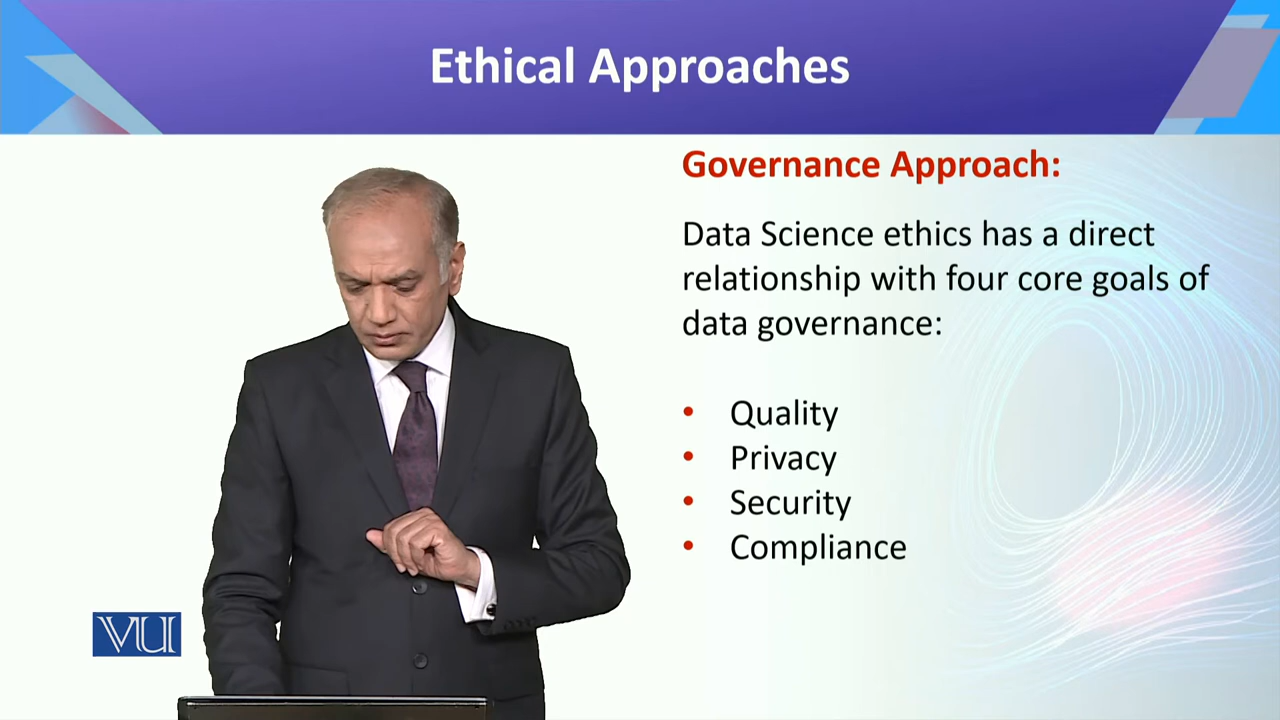 Ethical Approaches
Governance Approach:
Data Science ethics has a direct
relationship with four core goals of
data governance:
• Quality
• Privacy
• Security
• Compliance
VU